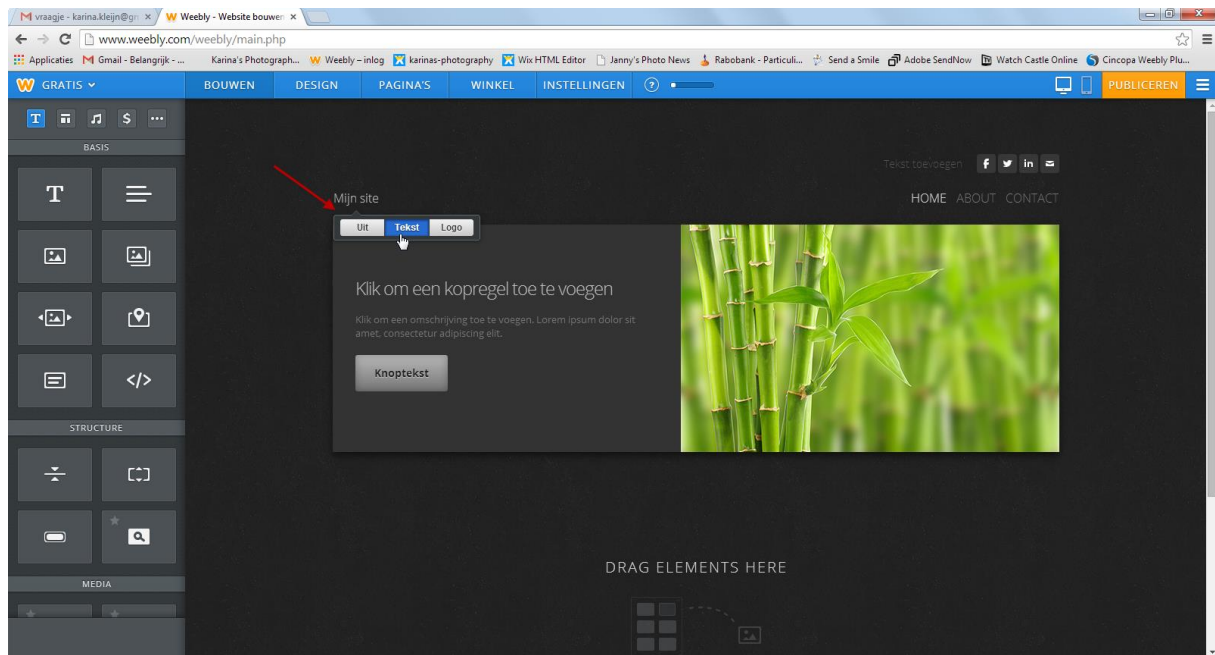 vraagje - karina.kleijn@gm
Weebly - Website bouwen
www.weebly.com/weebly/main.php
Applicaties Gmail - Belangrijk - ... Karina's Photograph... Weebly – inlog karinas-photography Wix HTML Editor Janny's Photo News Rabobank - Particuli... Send a Smile Adobe SendNow Watch Castle Online Cincopa Weebly Plu...
GRATIS BOUWEN DESIGN PAGINA'S WINKEL INSTELLINGEN ? PUBLICEREN
T $
BASIS
Tekst toevoegen f in
T
Mijn site HOME ABOUT CONTACT
Uit Tekst Logo
Klik om een kopregel toe te voegen
Klik om een omschrijving toe te voegen. Lorem ipsum dolor sit
amet, consectetur adipiscing elit.
Knoptekst
</>
STRUCTURE
DRAG ELEMENTS HERE
MEDIA